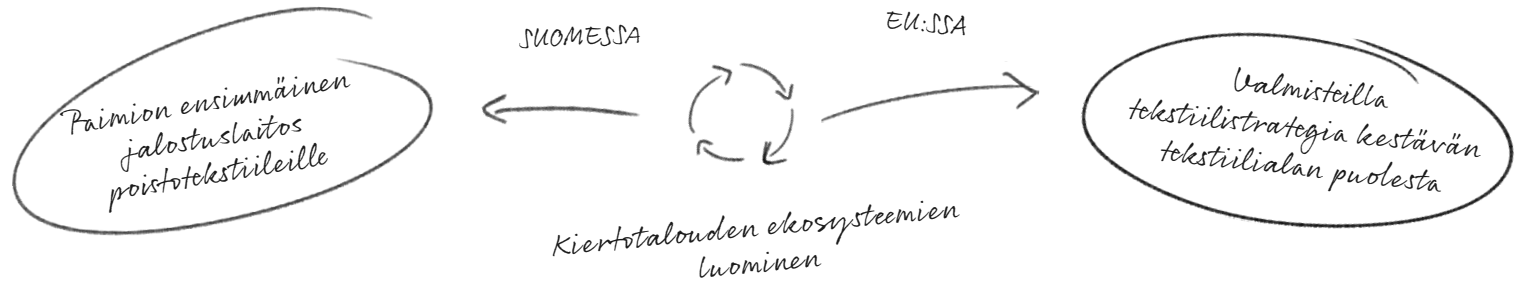 Paimion ensimmäinen
jalostuslaitos
poistotekstiileille
SUOMESSA
EU:SSA
Valmisteilla
tekstiilistrategia kestävän
tekstiilialan puolesta
Kiertotalouden ekosysteemien
luominen